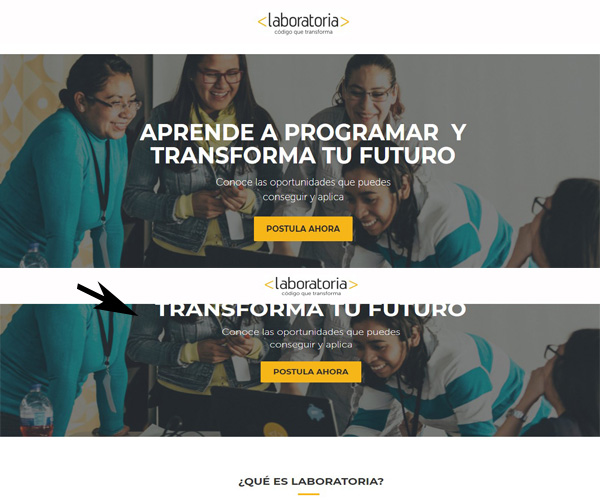 <laboratoria>
código que transforma
APRENDE A PROGRAMAR Y
TRANSFORMA TU FUTURO
Conoce las oportunidades que puedes
conseguir y aplica
POSTULA AHORA
<laboratoria>
código que transforma
TRANSFORMA TU FUTURO
Conoce las oportunidades que puedes
conseguir y aplica
POSTULA AHORA
¿QUÉ ES LABORATORIA?